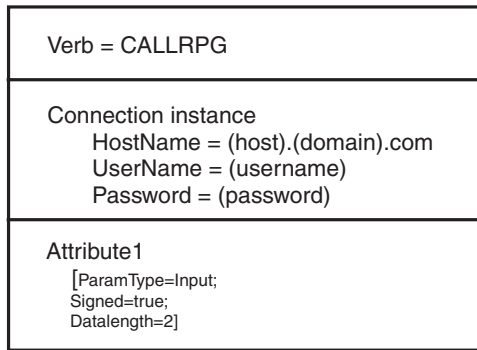 Verb = CALLRPG
Connection instance
HostName = (host).(domain).com
UserName = (username)
Password = (password)
Attribute1
[ParamType=Input;
Signed=true;
Datalength=2]